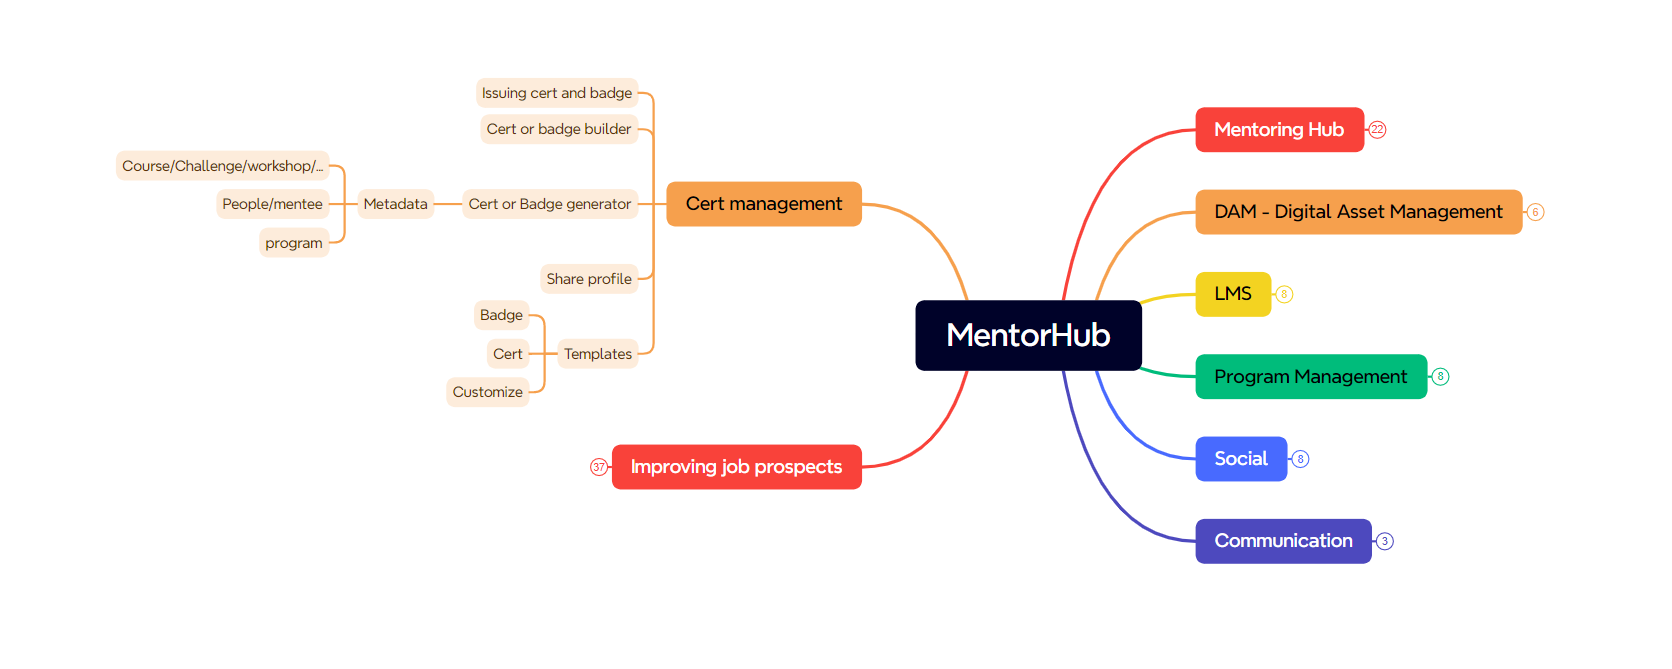 Issuing cert and badge
Cert or badge builder
Course/Challenge/workshop/...
People/mentee
program
Metadata
Cert or Badge generator
Cert management
Share profile
Badge
Cert
Customize
Templates
37
Improving job prospects
MentorHub
Mentoring Hub
22
DAM - Digital Asset Management
6
LMS
8
Program Management
8
Social
8
Communication
3